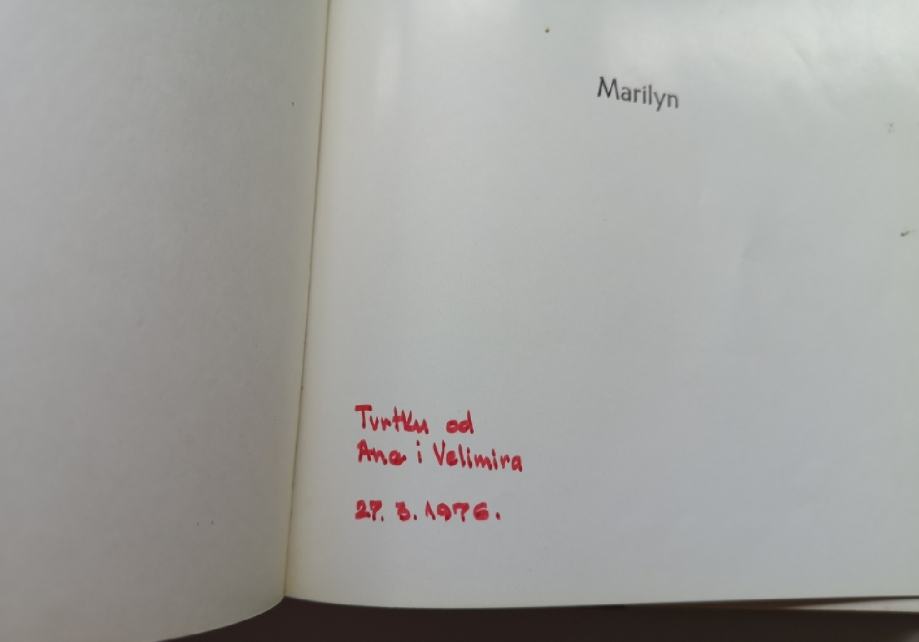 Marilyn
Tvrtku od
Ane i Velimira
27. 3. 1976.